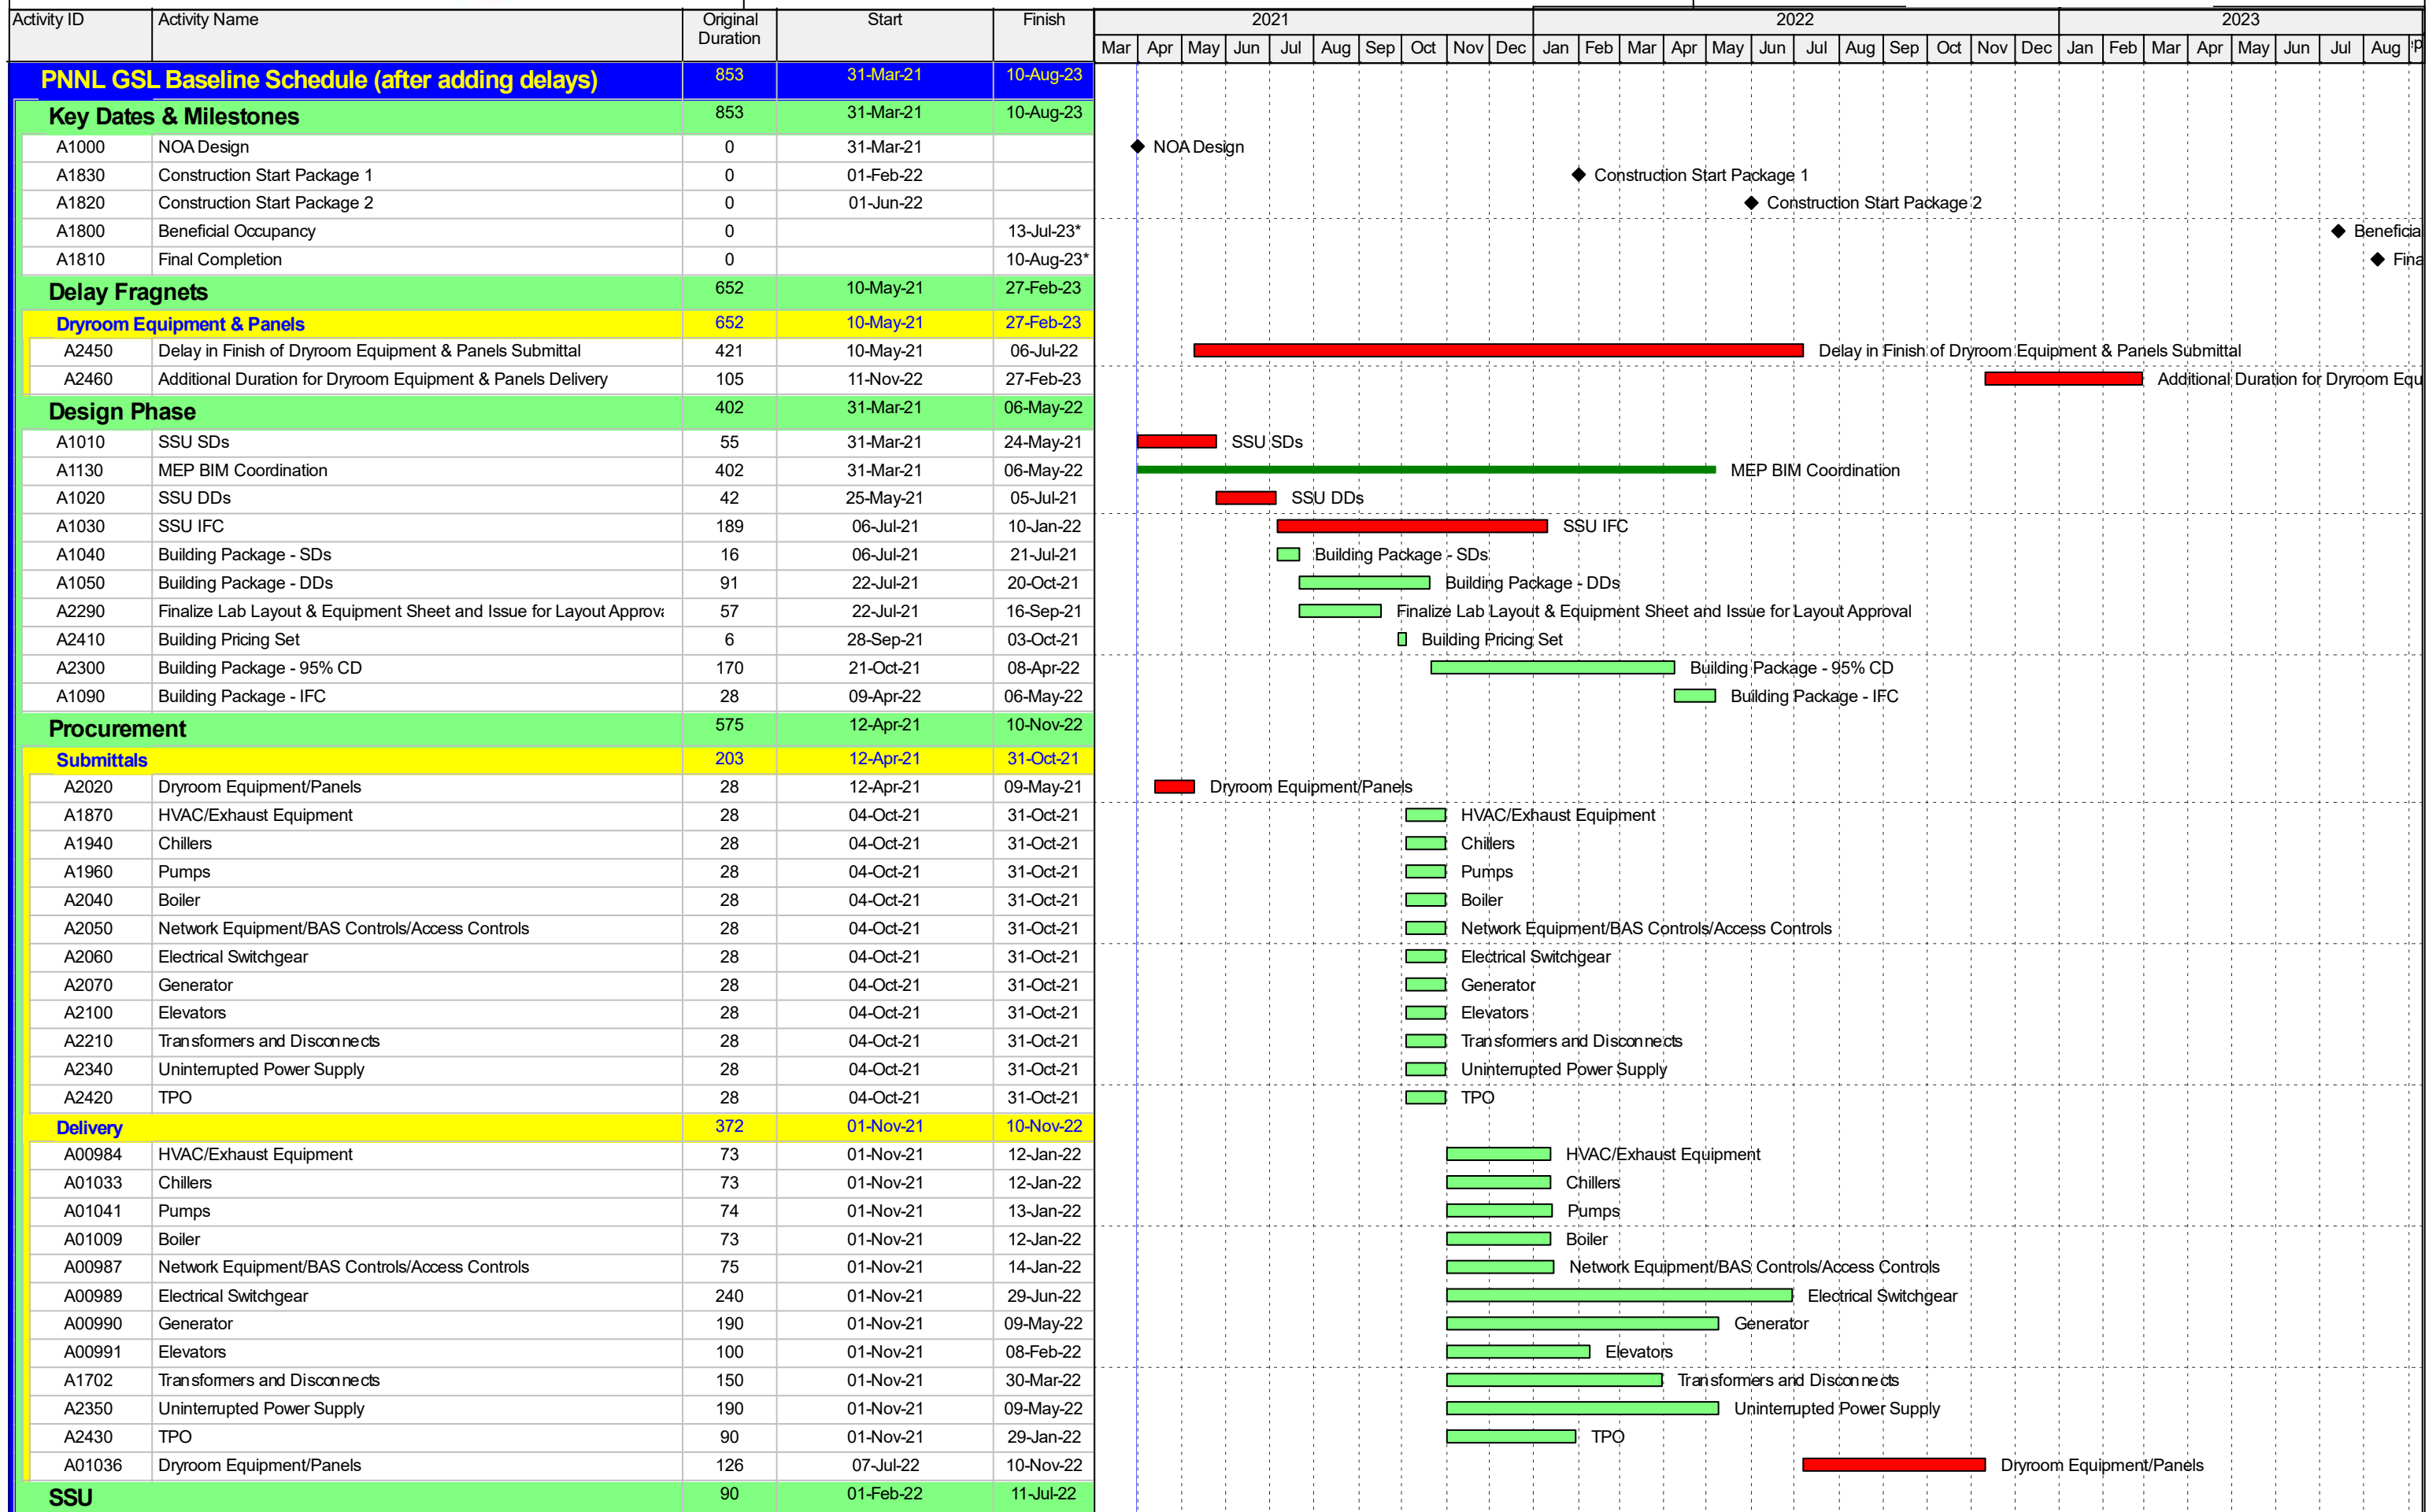 Activity ID Activity Name Original Duration Start Finish 2021 2022 2023
Mar Apr May Jun Jul Aug Sep Oct Nov Dec Jan Feb Mar Apr May Jun Jul Aug Sep Oct Nov Dec Jan Feb Mar Apr May Jun Jul Aug
PNNL GSL Baseline Schedule (after adding delays) 853 31-Mar-21 10-Aug-23
Key Dates & Milestones 853 31-Mar-21 10-Aug-23
A1000 NOA Design 0 31-Mar-21 NOA Design
A1830 Construction Start Package 1 0 01-Feb-22 Construction Start Package 1
A1820 Construction Start Package 2 0 01-Jun-22 Construction Start Package 2
A1800 Beneficial Occupancy 0 13-Jul-23* Beneficia
A1810 Final Completion 0 10-Aug-23* Fina
Delay Fragnets 652 10-May-21 27-Feb-23
Dryroom Equipment & Panels 652 10-May-21 27-Feb-23
A2450 Delay in Finish of Dryroom Equipment & Panels Submittal 421 10-May-21 06-Jul-22 Delay in Finish of Dryroom Equipment & Panels Submittal
A2460 Additional Duration for Dryroom Equipment & Panels Delivery 105 11-Nov-22 27-Feb-23 Additional Duration for Dryroom Equ
Design Phase 402 31-Mar-21 06-May-22
A1010 SSU SDs 55 31-Mar-21 24-May-21 SSU SDs
A1130 MEP BIM Coordination 402 31-Mar-21 06-May-22 MEP BIM Coordination
A1020 SSU DDs 42 25-May-21 05-Jul-21 SSU DDs
A1030 SSU IFC 189 06-Jul-21 10-Jan-22 SSU IFC
A1040 Building Package - SDs 16 06-Jul-21 21-Jul-21 Building Package - SDs
A1050 Building Package - DDs 91 22-Jul-21 20-Oct-21 Building Package - DDs
A2290 Finalize Lab Layout & Equipment Sheet and Issue for Layout Approva 57 22-Jul-21 16-Sep-21 Finalize Lab Layout & Equipment Sheet and Issue for Layout Approval
A2410 Building Pricing Set 6 28-Sep-21 03-Oct-21 Building Pricing Set
A2300 Building Package - 95% CD 170 21-Oct-21 08-Apr-22 Building Package - 95% CD
A1090 Building Package - IFC 28 09-Apr-22 06-May-22 Building Package - IFC
Procurement 575 12-Apr-21 10-Nov-22
Submittals 203 12-Apr-21 31-Oct-21
A2020 Dryroom Equipment/Panels 28 12-Apr-21 09-May-21 Dryroom Equipment/Panels
A1870 HVAC/Exhaust Equipment 28 04-Oct-21 31-Oct-21 HVAC/Exhaust Equipment
A1940 Chillers 28 04-Oct-21 31-Oct-21 Chillers
A1960 Pumps 28 04-Oct-21 31-Oct-21 Pumps
A2040 Boiler 28 04-Oct-21 31-Oct-21 Boiler
A2050 Network Equipment/BAS Controls/Access Controls 28 04-Oct-21 31-Oct-21 Network Equipment/BAS Controls/Access Controls
A2060 Electrical Switchgear 28 04-Oct-21 31-Oct-21 Electrical Switchgear
A2070 Generator 28 04-Oct-21 31-Oct-21 Generator
A2100 Elevators 28 04-Oct-21 31-Oct-21 Elevators
A2210 Transformers and Disconnects 28 04-Oct-21 31-Oct-21 Transformers and Disconnects
A2340 Uninterrupted Power Supply 28 04-Oct-21 31-Oct-21 Uninterrupted Power Supply
A2420 TPO 28 04-Oct-21 31-Oct-21 TPO
Delivery 372 01-Nov-21 10-Nov-22
A00984 HVAC/Exhaust Equipment 73 01-Nov-21 12-Jan-22 HVAC/Exhaust Equipment
A01033 Chillers 73 01-Nov-21 12-Jan-22 Chillers
A01041 Pumps 74 01-Nov-21 13-Jan-22 Pumps
A01009 Boiler 73 01-Nov-21 12-Jan-22 Boiler
A00987 Network Equipment/BAS Controls/Access Controls 75 01-Nov-21 14-Jan-22 Network Equipment/BAS Controls/Access Controls
A00989 Electrical Switchgear 240 01-Nov-21 29-Jun-22 Electrical Switchgear
A00990 Generator 190 01-Nov-21 09-May-22 Generator
A00991 Elevators 100 01-Nov-21 08-Feb-22 Elevators
A1702 Transformers and Disconnects 150 01-Nov-21 30-Mar-22 Transformers and Disconnects
A2350 Uninterrupted Power Supply 190 01-Nov-21 09-May-22 Uninterrupted Power Supply
A2430 TPO 90 01-Nov-21 29-Jan-22 TPO
A01036 Dryroom Equipment/Panels 126 07-Jul-22 10-Nov-22 Dryroom Equipment/Panels
SSU 90 01-Feb-22 11-Jul-22